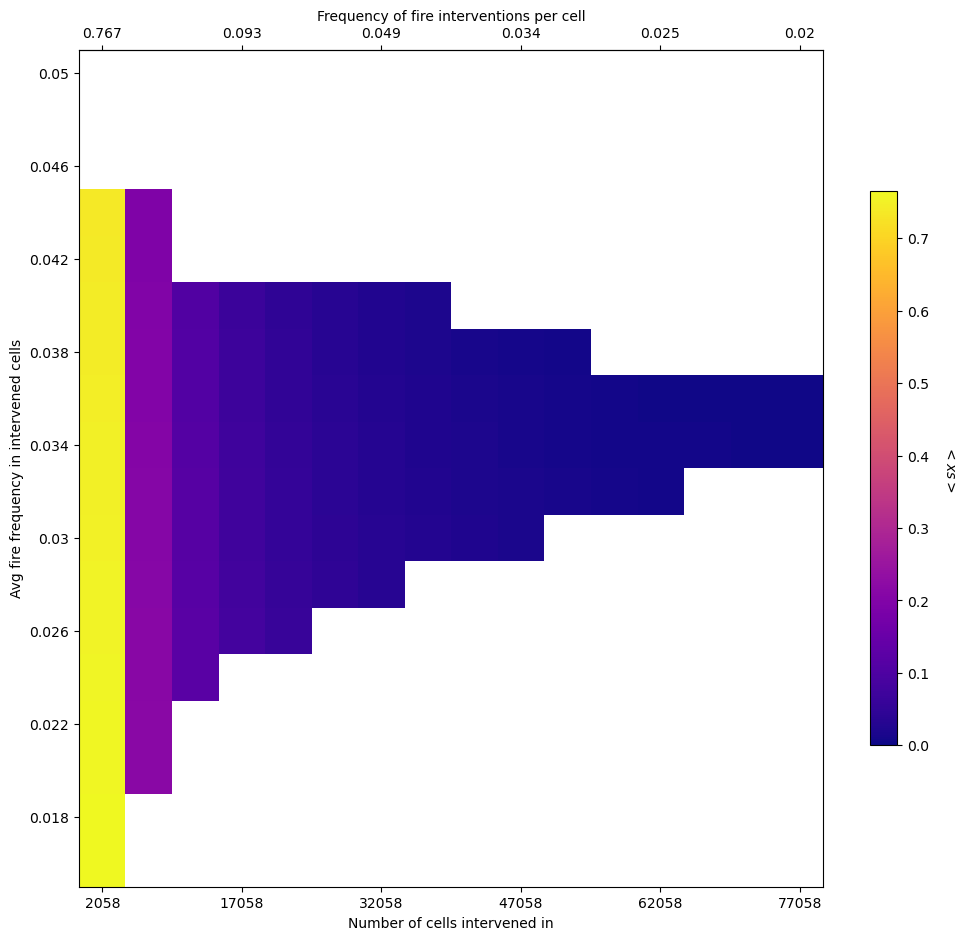 Frequency of fire interventions per cell
0.767 0.093 0.049 0.034 0.025 0.02
0.05
0.046
0.042
0.038
0.034
0.03
0.026
0.022
0.018
Avg fire frequency in intervened cells
2058 17058 32058 47058 62058 77058
Number of cells intervened in
0.7
0.6
0.5
0.4
0.3
0.2
0.1
0.0
< xs >